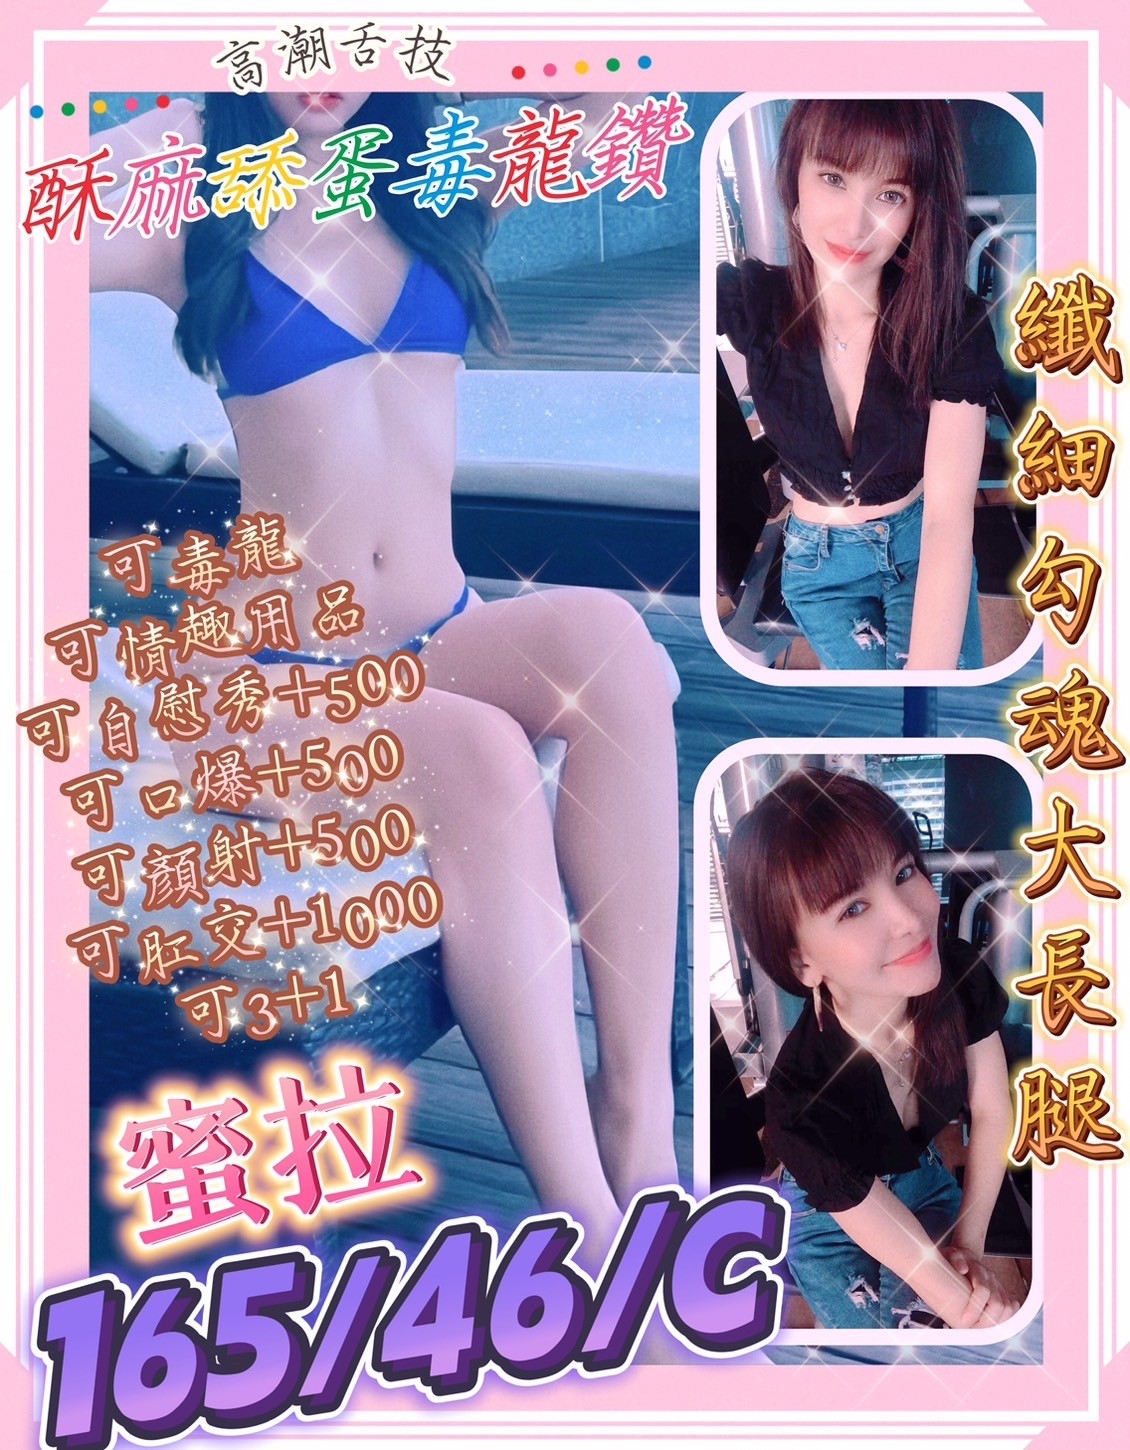 高潮舌技
酥麻舔蛋毒龍鑽
纖細勾魂大長腿
可毒龍
可情趣用品
可自慰秀+500
可口爆+500
可顏射+500
可肛交+1000
可3+1
蜜拉
165/46/C